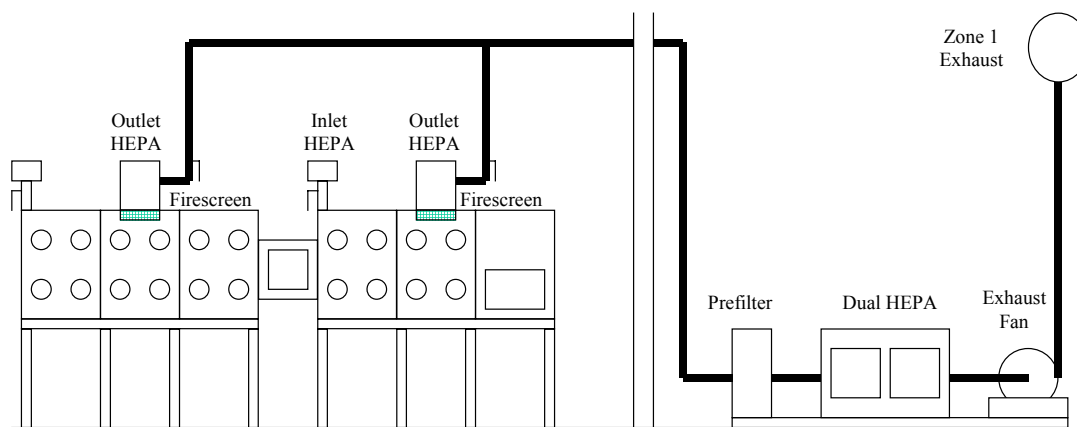 Zone 1
Exhaust
Outlet
HEPA
Inlet
HEPA
Outlet
HEPA
Firescreen
Firescreen
Prefilter
Dual HEPA
Exhaust
Fan